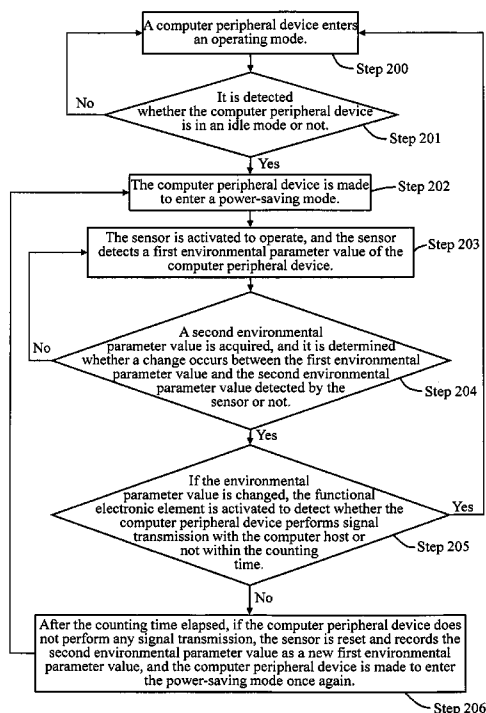 A computer peripheral device enters
an operating mode.
Step 200
No
It is detected
whether the computer peripheral device
is in an idle mode or not.
Step 201
Yes
The computer peripheral device is made
to enter a power-saving mode.
Step 202
The sensor is activated to operate, and the sensor
detects a first environmental parameter value of the
computer peripheral device.
Step 203
No
A second environmental
parameter value is acquired, and it is determined
whether a change occurs between the first environmental
parameter value and the second environmental
parameter value detected by the
sensor or not.
Step 204
Yes
If the environmental
parameter value is changed, the functional
electronic element is activated to detect whether the
computer peripheral device performs signal
transmission with the computer host or
not within the counting
time.
Yes
Step 205
No
After the counting time elapsed, if the computer peripheral device does
not perform any signal transmission, the sensor is reset and records the
second environmental parameter value as a new first environmental
parameter value, and the computer peripheral device is made to enter
the power-saving mode once again.
Step 206